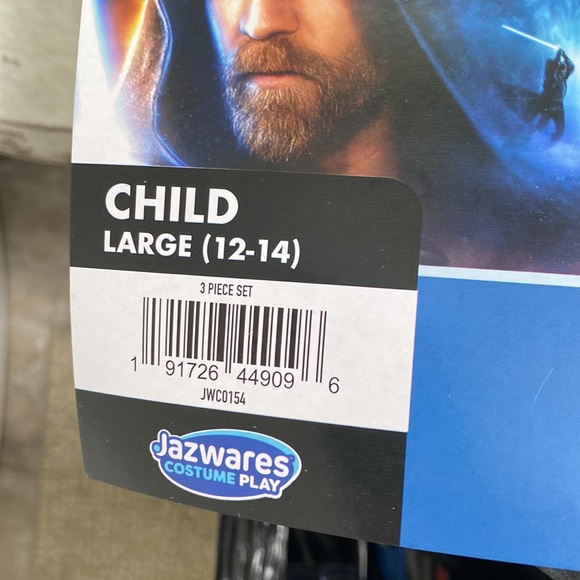 CHILD
LARGE (12-14)
3 PIECE SET
1 91726 44909 6
JWC0154
Jazwares
COSTUME PLAY